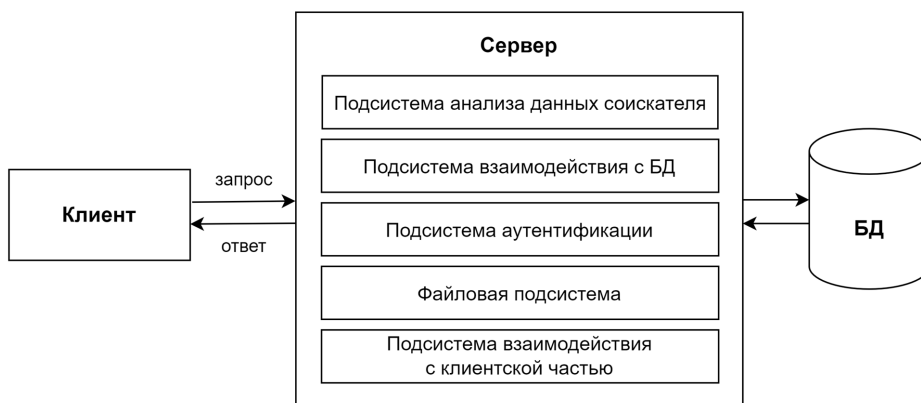 Сервер
Подсистема анализа данных соискателя
Подсистема взаимодействия с БД
запрос
Клиент
Подсистема аутентификации
БД
ответ
Файловая подсистема
Подсистема взаимодействия
с клиентской частью